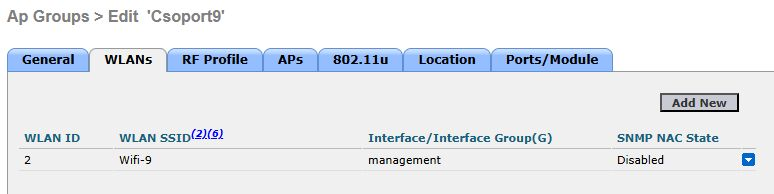 Ap Groups > Edit 'Csoport9'
General WLANs RF Profile APs 802.11u Location Ports/Module
Add New
WLAN ID WLAN SSID(2)(6) Interface/Interface Group(G) SNMP NAC State
2 Wifi-9 management Disabled